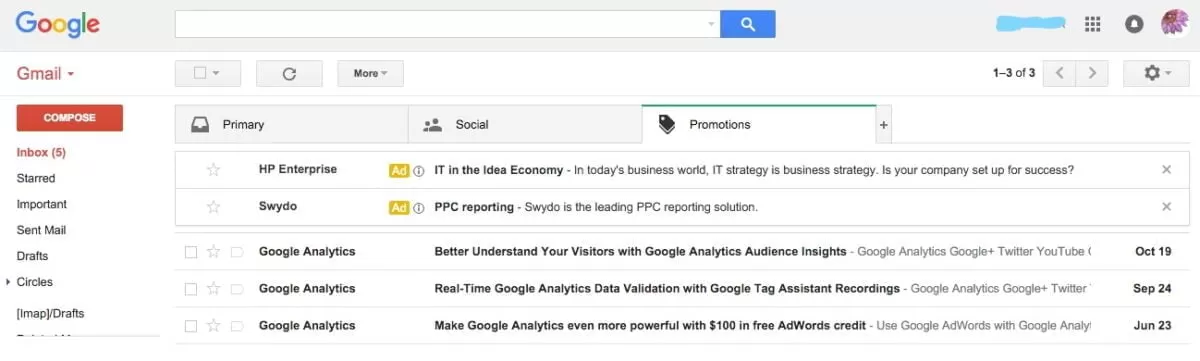 Google
Gmail
More
1–3 of 3
COMPOSE
Primary
Social
Promotions
+
Inbox (5)
Starred
Important
Sent Mail
Drafts
Circles
[Imap]/Drafts
HP Enterprise Ad IT in the Idea Economy - In today's business world, IT strategy is business strategy. Is your company set up for success?
Swydo Ad PPC reporting - Swydo is the leading PPC reporting solution.
Google Analytics Better Understand Your Visitors with Google Analytics Audience Insights - Google Analytics Google+ Twitter YouTube Oct 19
Google Analytics Real-Time Google Analytics Data Validation with Google Tag Assistant Recordings - Google Analytics Google+ Twitter Sep 24
Google Analytics Make Google Analytics even more powerful with $100 in free AdWords credit - Use Google AdWords with Google Jun 23